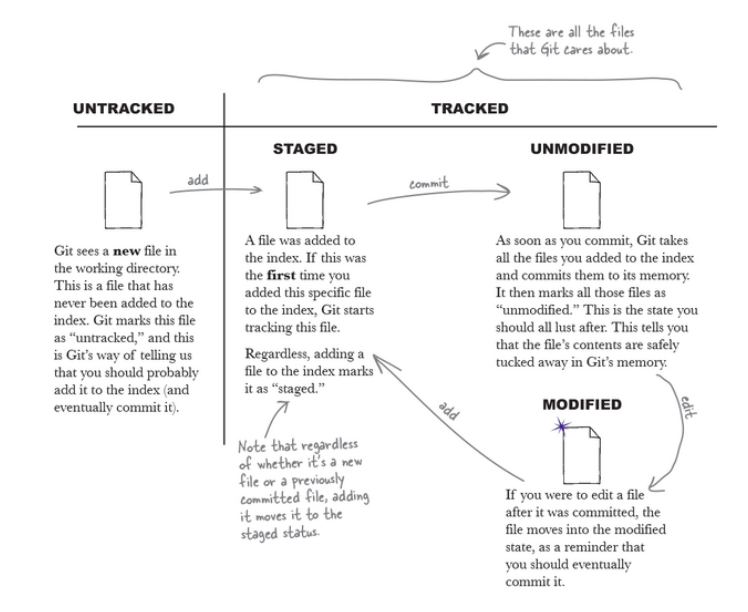 These are all the files
that Git cares about.
UNTRACKED
TRACKED
STAGED
UNMODIFIED
add
commit
Git sees a new file in
the working directory.
This is a file that has
never been added to the
index. Git marks this file
as “untracked,” and this
is Git’s way of telling us
that you should probably
add it to the index (and
eventually commit it).
A file was added to
the index. If this was
the first time you
added this specific file
to the index, Git starts
tracking this file.
Regardless, adding a
file to the index marks
it as “staged.”
Note that regardless
of whether it’s a new
file or a previously
committed file, adding
it moves it to the
staged status.
As soon as you commit, Git takes
all the files you added to the index
and commits them to its memory.
It then marks all those files as
“unmodified.” This is the state you
should all lust after. This tells you
that the file’s contents are safely
tucked away in Git’s memory.
edit
add
MODIFIED
If you were to edit a file
after it was committed, the
file moves into the modified
state, as a reminder that
you should eventually
commit it.